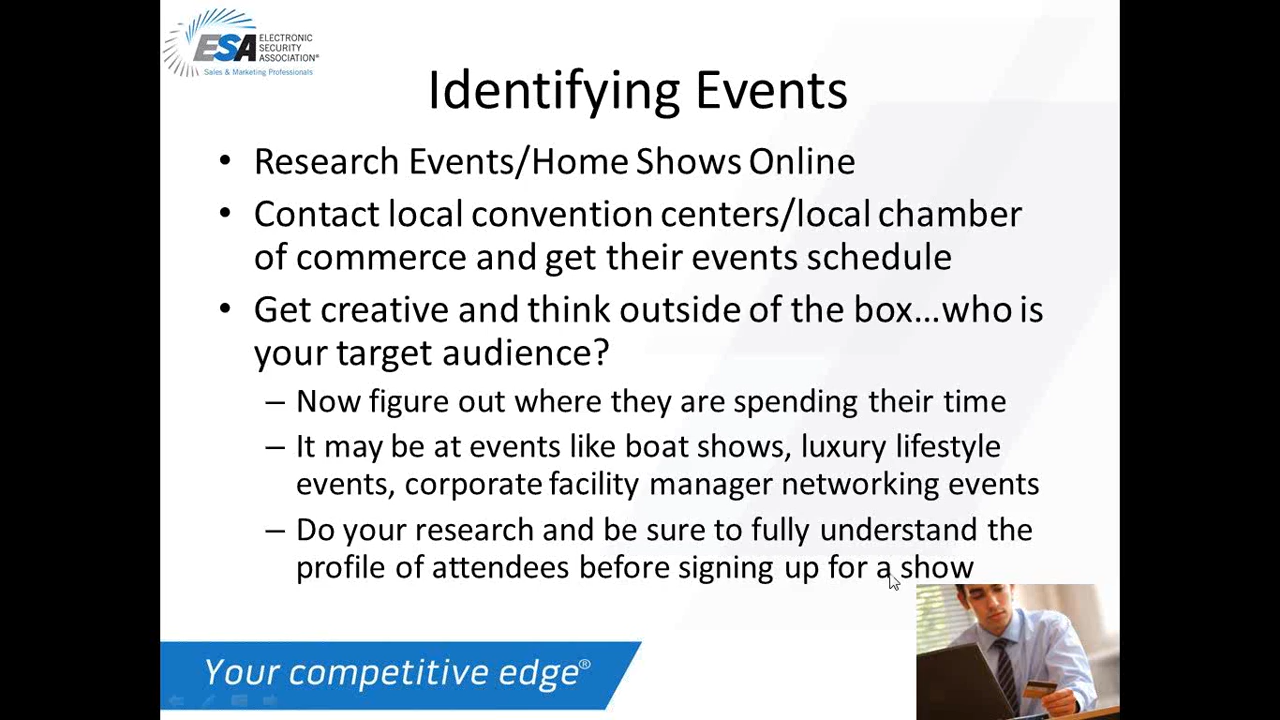 ESA ELECTRONIC
SECURITY
ASSOCIATION®
Sales & Marketing Professionals
Identifying Events
• Research Events/Home Shows Online
• Contact local convention centers/local chamber
of commerce and get their events schedule
• Get creative and think outside of the box...who is
your target audience?
– Now figure out where they are spending their time
– It may be at events like boat shows, luxury lifestyle
events, corporate facility manager networking events
– Do your research and be sure to fully understand the
profile of attendees before signing up for a show
Your competitive edge®